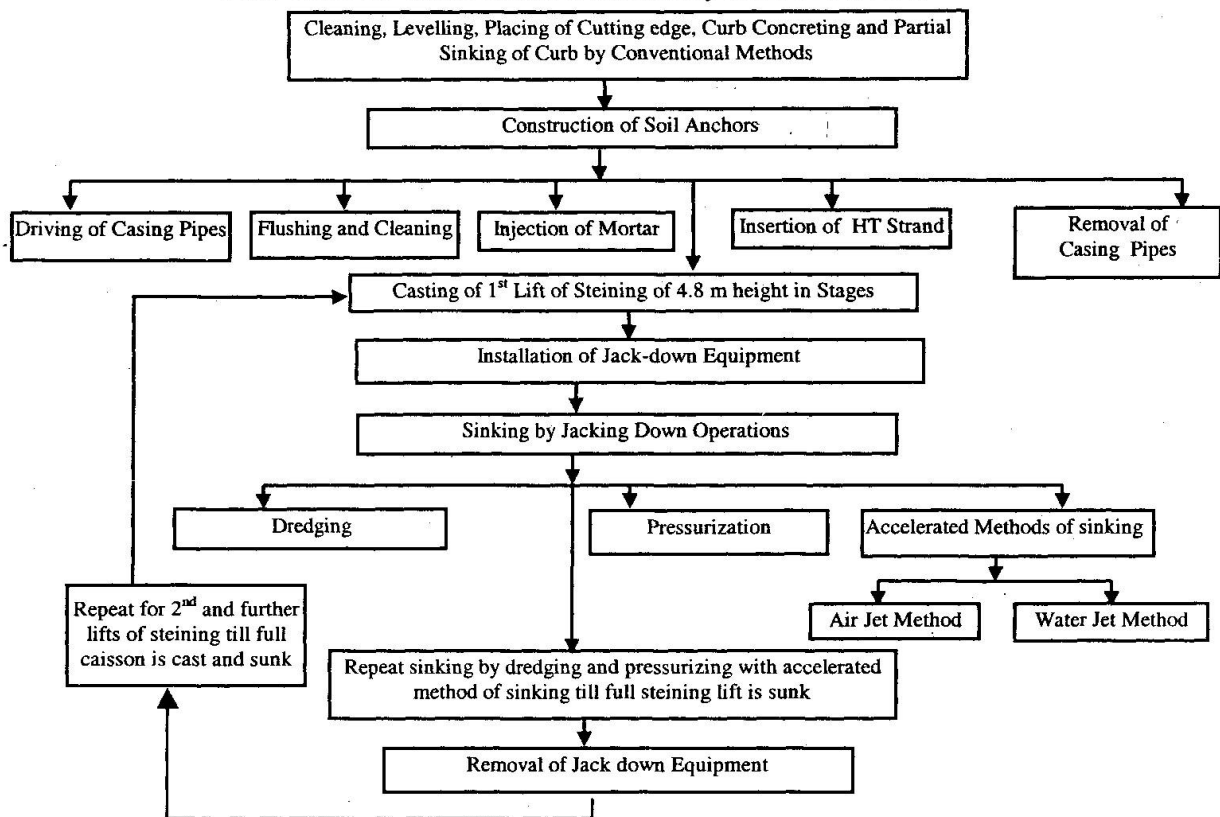 Cleaning, Levelling, Placing of Cutting edge, Curb Concreting and Partial
Sinking of Curb by Conventional Methods
Construction of Soil Anchors
Driving of Casing Pipes
Flushing and Cleaning
Injection of Mortar
Insertion of HT Strand
Removal of
Casing Pipes
Casting of 1st Lift of Steining of 4.8 m height in Stages
Installation of Jack-down Equipment
Sinking by Jacking Down Operations
Dredging
Pressurization
Accelerated Methods of sinking
Air Jet Method
Water Jet Method
Repeat for 2nd and further
lifts of steining till full
caisson is cast and sunk
Repeat sinking by dredging and pressurizing with accelerated
method of sinking till full steining lift is sunk
Removal of Jack down Equipment